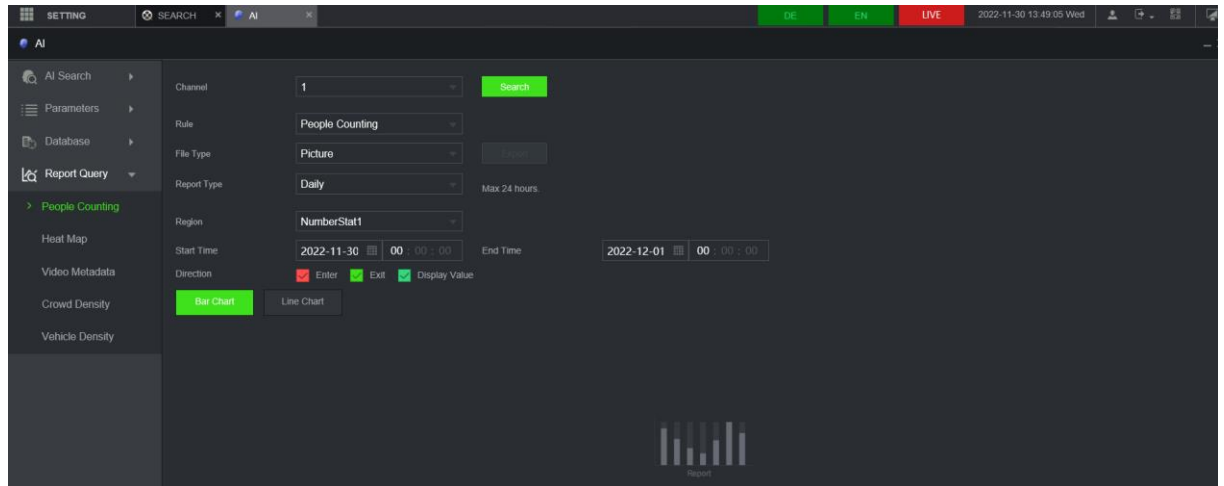 SETTING SEARCH × AI × DE EN LIVE 2022-11-30 13:49:05 Wed
AI
AI Search
Parameters
Database
Report Query
People Counting
Heat Map
Video Metadata
Crowd Density
Vehicle Density
Channel 1 Search
Rule People Counting
File Type Picture Export
Report Type Daily Max 24 hours.
Region NumberStat1
Start Time 2022-11-30 00 : 00 : 00 End Time 2022-12-01 00 : 00 : 00
Direction Enter Exit Display Value
Bar Chart Line Chart
Report